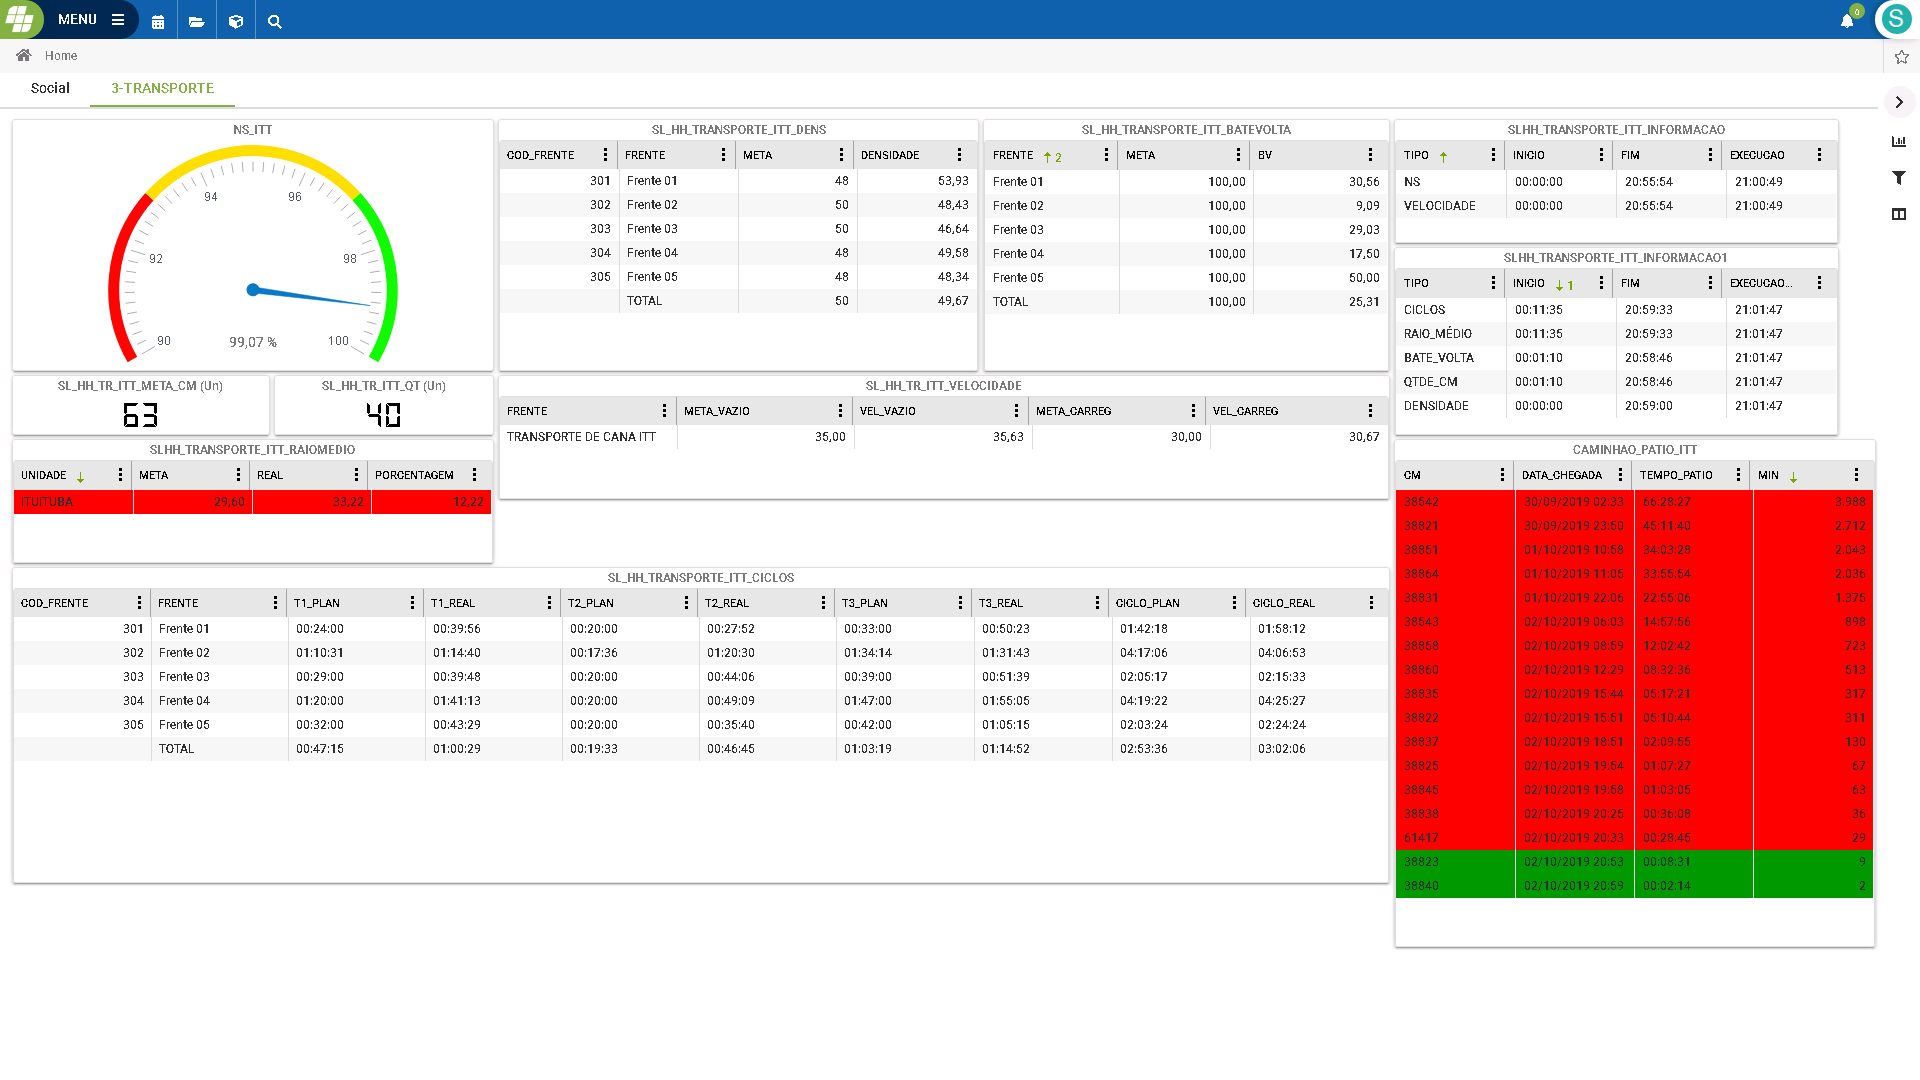 MENU
0
S
Home
Social
3-TRANSPORTE
NS_ITT
90
92
94
96
98
100
99,07 %
SL_HH_TR_ITT_META_CM (Un)
63
SL_HH_TR_ITT_QT (Un)
40
SLHH_TRANSPORTE_ITT_RAIOMEDIO
UNIDADE META REAL PORCENTAGEM
ITUITUBA 29,60 33,22 12,22
SL_HH_TRANSPORTE_ITT_DENS
COD_FRENTE FRENTE META DENSIDADE
301 Frente 01 48 53,93
302 Frente 02 50 48,43
303 Frente 03 50 46,64
304 Frente 04 48 49,58
305 Frente 05 48 48,34
TOTAL 50 49,67
SL_HH_TRANSPORTE_ITT_BATEVOLTA
FRENTE 2 META BV
Frente 01 100,00 30,56
Frente 02 100,00 9,09
Frente 03 100,00 29,03
Frente 04 100,00 17,50
Frente 05 100,00 50,00
TOTAL 100,00 25,31
SL_HH_TR_ITT_VELOCIDADE
FRENTE META_VAZIO VEL_VAZIO META_CARREG VEL_CARREG
TRANSPORTE DE CANA ITT 35,00 35,63 30,00 30,67
SL_HH_TRANSPORTE_ITT_CICLOS
COD_FRENTE FRENTE T1_PLAN T1_REAL T2_PLAN T2_REAL T3_PLAN T3_REAL CICLO_PLAN CICLO_REAL
301 Frente 01 00:24:00 00:39:56 00:20:00 00:27:52 00:33:00 00:50:23 01:42:18 01:58:12
302 Frente 02 01:10:31 01:14:40 00:17:36 01:20:30 01:34:14 01:31:43 04:17:06 04:06:53
303 Frente 03 00:29:00 00:39:48 00:20:00 00:44:06 00:39:00 00:51:39 02:05:17 02:15:33
304 Frente 04 01:20:00 01:41:13 00:20:00 00:49:09 01:47:00 01:55:05 04:19:22 04:25:27
305 Frente 05 00:32:00 00:43:29 00:20:00 00:35:40 00:42:00 01:05:15 02:03:24 02:24:24
TOTAL 00:47:15 01:00:29 00:19:33 00:46:45 01:03:19 01:14:52 02:53:36 03:02:06
SLHH_TRANSPORTE_ITT_INFORMACAO
TIPO INICIO FIM EXECUCAO
NS 00:00:00 20:55:54 21:00:49
VELOCIDADE 00:00:00 20:55:54 21:00:49
SLHH_TRANSPORTE_ITT_INFORMACAO1
TIPO INICIO 1 FIM EXECUCAO...
CICLOS 00:11:35 20:59:33 21:01:47
RAIO_MÉDIO 00:11:35 20:59:33 21:01:47
BATE_VOLTA 00:01:10 20:58:46 21:01:47
QTDE_CM 00:01:10 20:58:46 21:01:47
DENSIDADE 00:00:00 20:59:00 21:01:47
CAMINHAO_PATIO_ITT
CM DATA_CHEGADA TEMPO_PATIO MIN
38842 30/09/2019 02:33 66:28:27 3.988
38821 30/09/2019 23:50 45:11:40 2.712
38851 01/10/2019 10:58 34:03:28 2.043
38864 01/10/2019 11:05 33:55:54 2.036
38831 01/10/2019 22:06 22:55:06 1.375
38843 02/10/2019 06:03 14:57:56 898
38858 02/10/2019 08:59 12:02:42 723
38860 02/10/2019 12:29 08:32:36 513
38835 02/10/2019 15:44 05:17:21 317
38822 02/10/2019 15:51 05:10:44 311
38837 02/10/2019 18:51 02:09:55 130
38825 02/10/2019 19:54 01:07:27 67
38845 02/10/2019 19:58 01:03:05 63
38838 02/10/2019 20:25 00:36:08 36
61417 02/10/2019 20:33 00:28:45 29
38823 02/10/2019 20:53 00:08:31 9
38840 02/10/2019 20:59 00:02:14 2